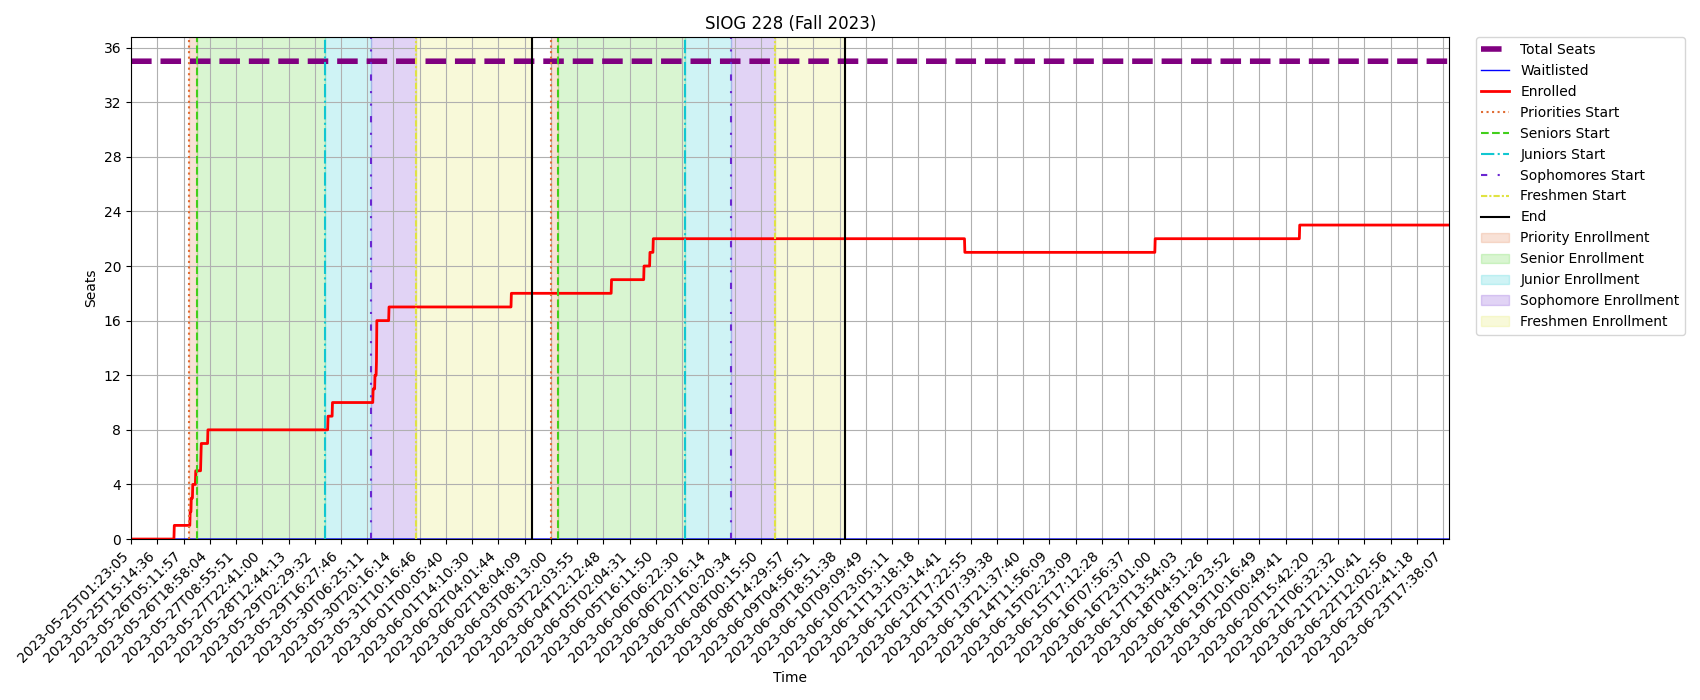 SIOG 228 (Fall 2023)
Seats
36
32
28
24
20
16
12
8
4
0
2023-05-25T01:23:05
2023-05-25T15:14:36
2023-05-26T05:11:57
2023-05-26T18:58:04
2023-05-27T08:55:51
2023-05-27T22:41:00
2023-05-28T12:44:13
2023-05-29T02:29:32
2023-05-29T16:27:46
2023-05-30T06:25:11
2023-05-30T20:16:14
2023-05-31T10:16:46
2023-06-01T00:05:40
2023-06-01T14:10:30
2023-06-02T04:01:44
2023-06-02T18:04:09
2023-06-03T08:13:00
2023-06-03T22:03:55
2023-06-04T12:12:48
2023-06-05T02:04:31
2023-06-05T16:11:50
2023-06-06T06:22:30
2023-06-06T20:16:14
2023-06-07T10:20:34
2023-06-08T00:15:50
2023-06-08T14:29:57
2023-06-09T04:56:51
2023-06-09T18:51:38
2023-06-10T09:09:49
2023-06-10T23:05:11
2023-06-11T13:18:18
2023-06-12T03:14:41
2023-06-12T17:22:55
2023-06-13T07:39:38
2023-06-13T21:37:40
2023-06-14T11:56:09
2023-06-15T02:23:09
2023-06-15T17:12:28
2023-06-16T07:56:37
2023-06-16T23:01:00
2023-06-17T13:54:03
2023-06-18T04:51:26
2023-06-18T19:23:52
2023-06-19T10:16:49
2023-06-20T00:49:41
2023-06-20T15:42:20
2023-06-21T06:32:32
2023-06-21T21:10:41
2023-06-22T12:02:56
2023-06-23T02:41:18
2023-06-23T17:38:07
Time
Total Seats
Waitlisted
Enrolled
Priorities Start
Seniors Start
Juniors Start
Sophomores Start
Freshmen Start
End
Priority Enrollment
Senior Enrollment
Junior Enrollment
Sophomore Enrollment
Freshmen Enrollment